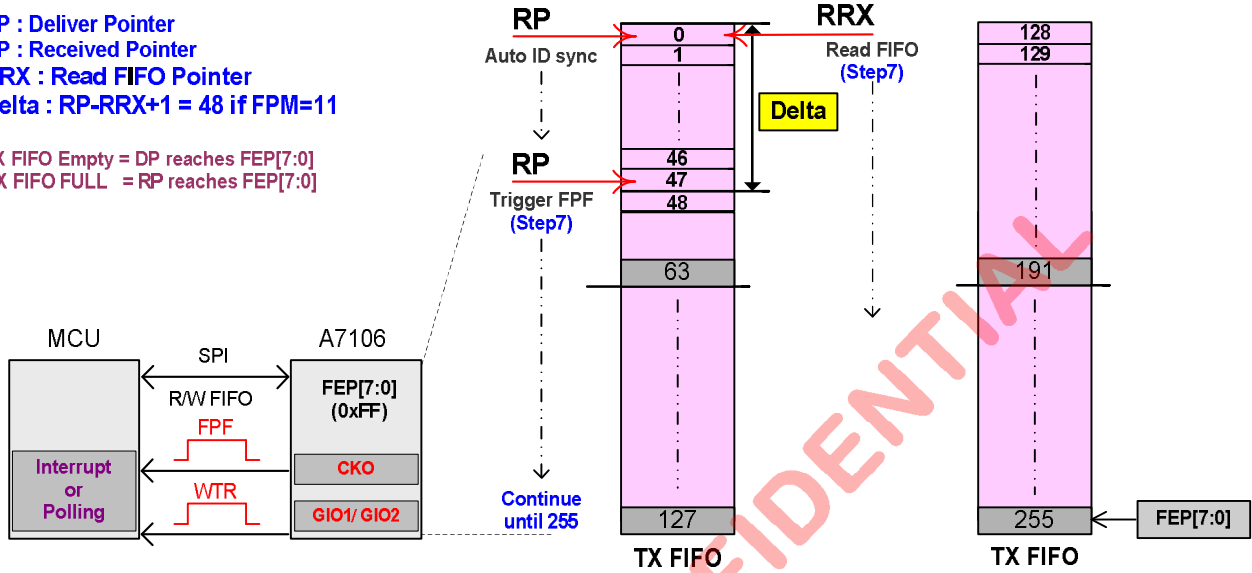 P : Deliver Pointer
P : Received Pointer
RX : Read FIFO Pointer
elta : RP-RRX+1 = 48 if FPM=11
X FIFO Empty = DP reaches FEP[7:0]
X FIFO FULL = RP reaches FEP[7:0]
MCU
A7106
SPI
R/W FIFO
FPF
WTR
Interrupt
or
Polling
FEP[7:0]
(0xFF)
CKO
GIO1/ GIO2
RP
Auto ID sync
RP
Trigger FPF
(Step7)
Continue
until 255
0
1
46
47
48
63
127
TX FIFO
RRX
Read FIFO
(Step7)
Delta
128
129
191
255
TX FIFO
FEP[7:0]
FIDENTIAL